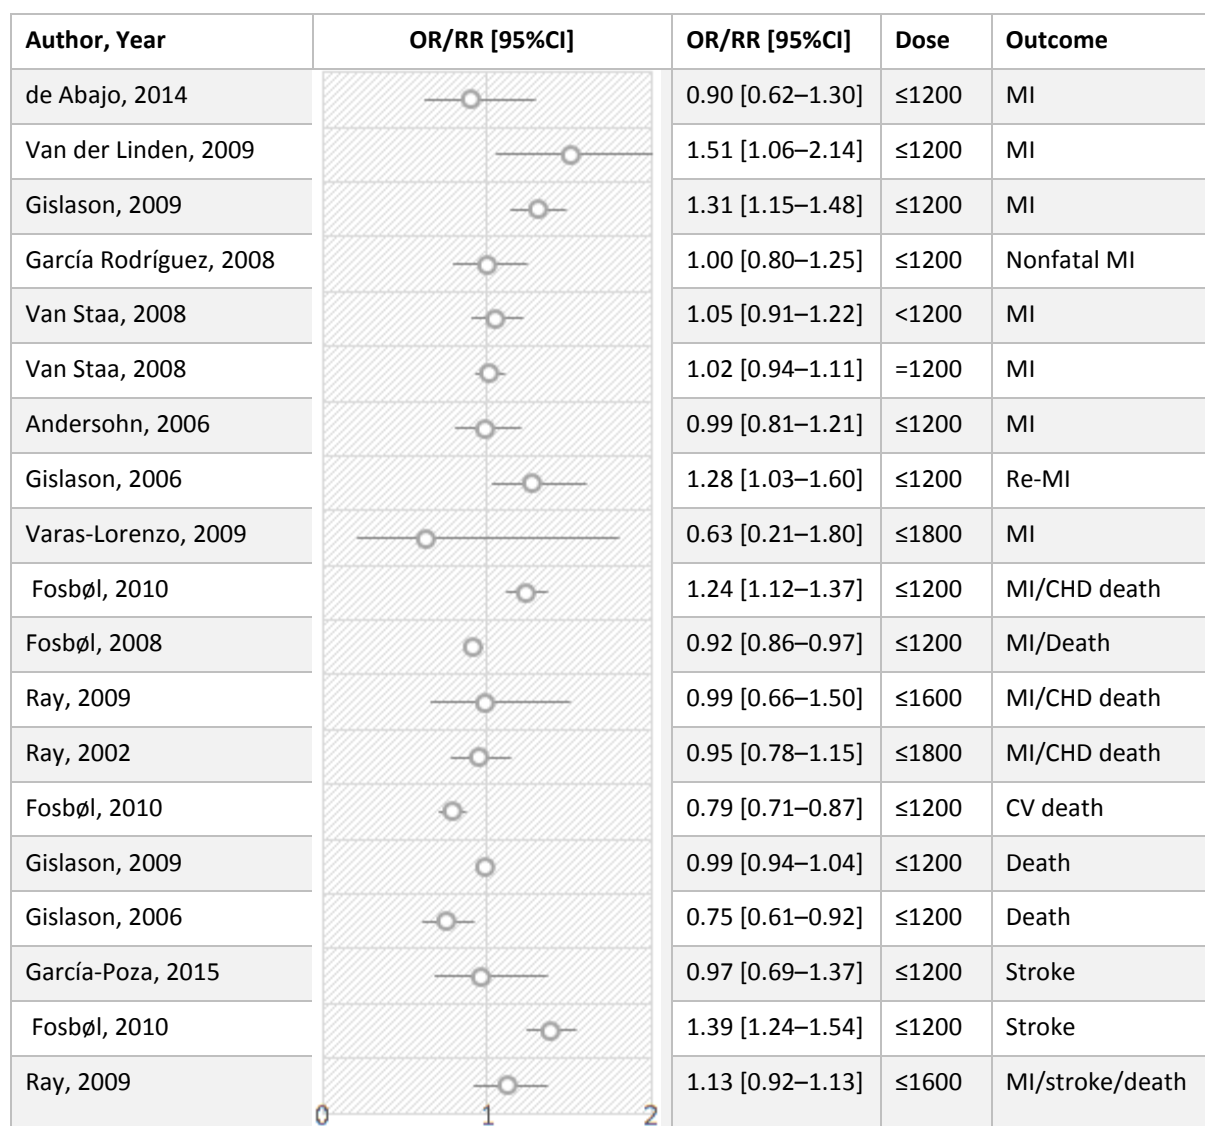 Author, Year OR/RR [95%CI] OR/RR [95%CI] Dose Outcome
de Abajo, 2014 0.90 [0.62–1.30] ≤1200 MI
Van der Linden, 2009 1.51 [1.06–2.14] ≤1200 MI
Gislason, 2009 1.31 [1.15–1.48] ≤1200 MI
García Rodríguez, 2008 1.00 [0.80–1.25] ≤1200 Nonfatal MI
Van Staa, 2008 1.05 [0.91–1.22] <1200 MI
Van Staa, 2008 1.02 [0.94–1.11] =1200 MI
Andersohn, 2006 0.99 [0.81–1.21] ≤1200 MI
Gislason, 2006 1.28 [1.03–1.60] ≤1200 Re-MI
Varas-Lorenzo, 2009 0.63 [0.21–1.80] ≤1800 MI
Fosbøl, 2010 1.24 [1.12–1.37] ≤1200 MI/CHD death
Fosbøl, 2008 0.92 [0.86–0.97] ≤1200 MI/Death
Ray, 2009 0.99 [0.66–1.50] ≤1600 MI/CHD death
Ray, 2002 0.95 [0.78–1.15] ≤1800 MI/CHD death
Fosbøl, 2010 0.79 [0.71–0.87] ≤1200 CV death
Gislason, 2009 0.99 [0.94–1.04] ≤1200 Death
Gislason, 2006 0.75 [0.61–0.92] ≤1200 Death
García-Poza, 2015 0.97 [0.69–1.37] ≤1200 Stroke
Fosbøl, 2010 1.39 [1.24–1.54] ≤1200 Stroke
Ray, 2009 1.13 [0.92–1.13] ≤1600 MI/stroke/death
0 1 2